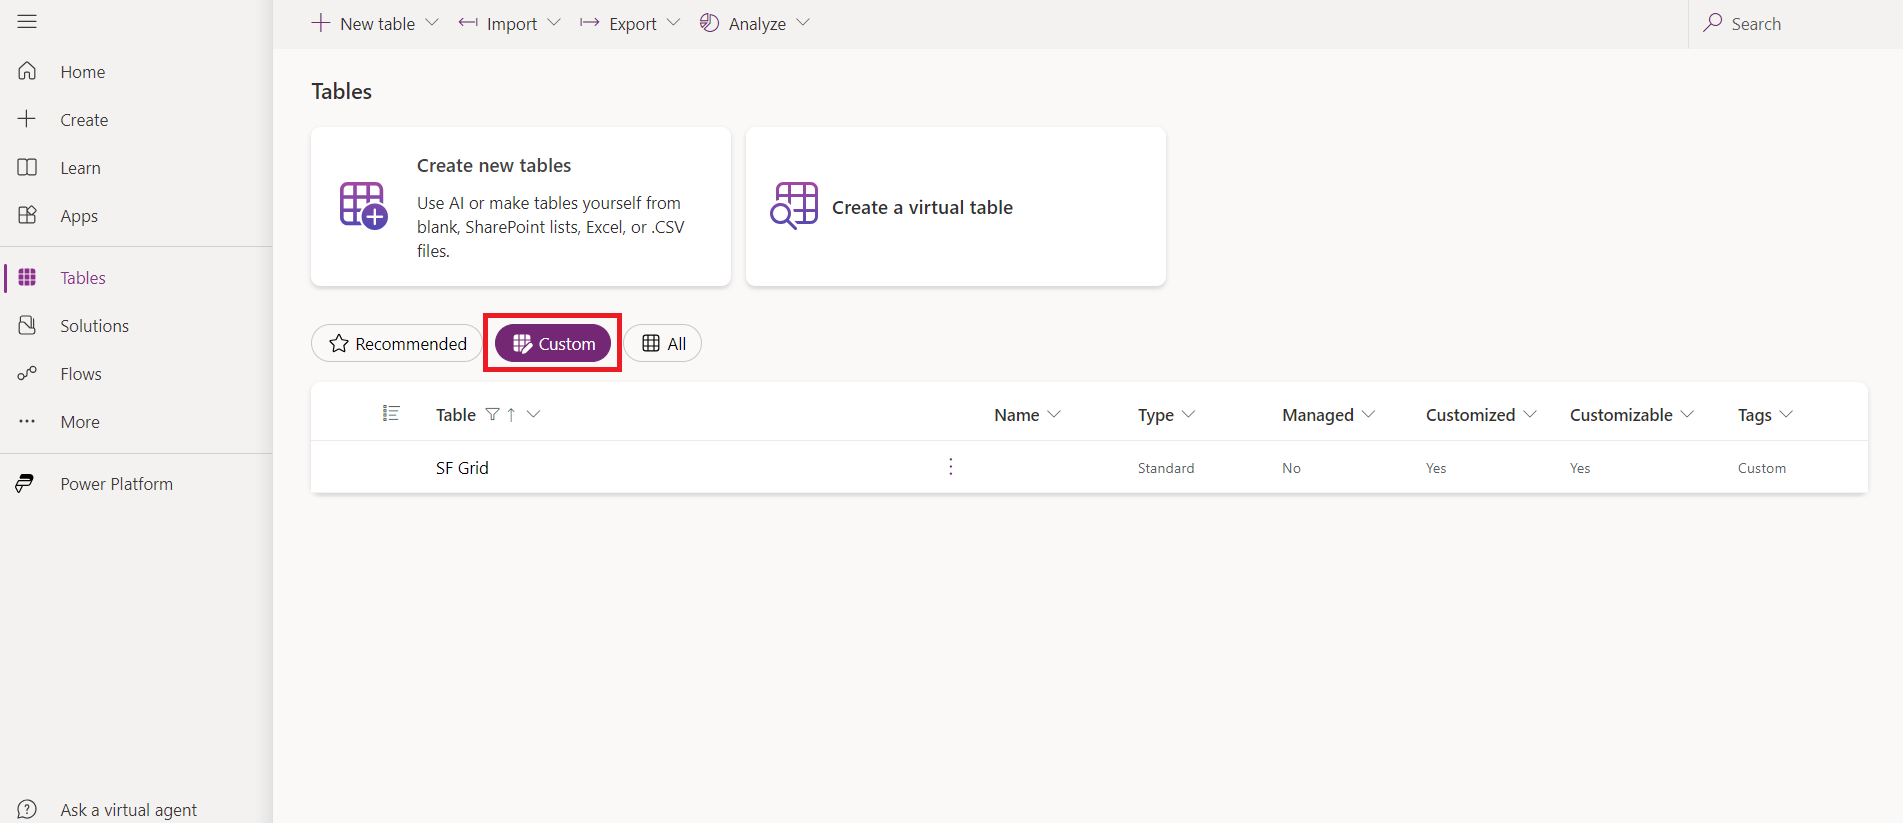 New table
Import
Export
Analyze
Search
Home
Create
Learn
Apps
Tables
Solutions
Flows
More
Power Platform
Ask a virtual agent
Tables
Create new tables
Use AI or make tables yourself from
blank, SharePoint lists, Excel, or .CSV
files.
Create a virtual table
Recommended
Custom
All
Table Name Type Managed Customized Customizable Tags
SF Grid Standard No Yes Yes Custom